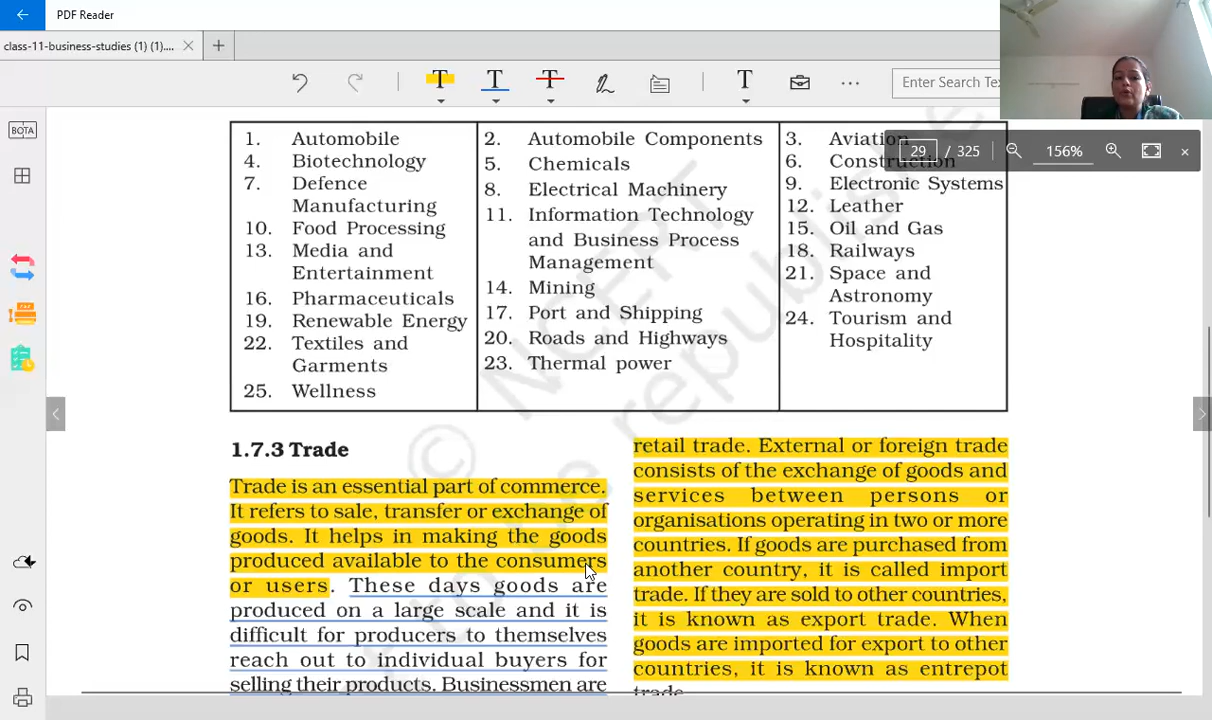 PDF Reader
class-11-business-studies (1) (1)....
T T T T Enter Search Tex
BOTA
29 / 325 156%
1. Automobile
4. Biotechnology
7. Defence
Manufacturing
10. Food Processing
13. Media and
Entertainment
16. Pharmaceuticals
19. Renewable Energy
22. Textiles and
Garments
25. Wellness
2. Automobile Components
5. Chemicals
8. Electrical Machinery
11. Information Technology
and Business Process
Management
14. Mining
17. Port and Shipping
20. Roads and Highways
23. Thermal power
3. Aviation
6. Construction
9. Electronic Systems
12. Leather
15. Oil and Gas
18. Railways
21. Space and
Astronomy
24. Tourism and
Hospitality
© NCERT
republishe
1.7.3 Trade
Trade is an essential part of commerce.
It refers to sale, transfer or exchange of
goods. It helps in making the goods
produced available to the consumers
or users. These days goods are
produced on a large scale and it is
difficult for producers to themselves
reach out to individual buyers for
selling their products. Businessmen are
retail trade. External or foreign trade
consists of the exchange of goods and
services between persons or
organisations operating in two or more
countries. If goods are purchased from
another country, it is called import
trade. If they are sold to other countries,
it is known as export trade. When
goods are imported for export to other
countries, it is known as entrepot
trade